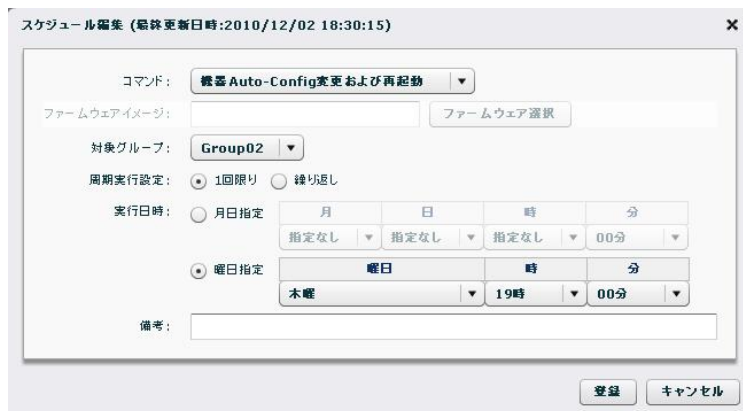 スケジュール編集 (最終更新日時:2010/12/02 18:30:15)
コマンド: 機器Auto-Config変更および再起動
ファームウェアイメージ: ファームウェア選択
対象グループ: Group02
周期実行設定: 1回限り 繰り返し
実行日時: 月日指定 月 日 時 分
指定なし 指定なし 指定なし 00分
曜日指定 曜日 時 分
木曜 19時 00分
備考:
登録 キャンセル